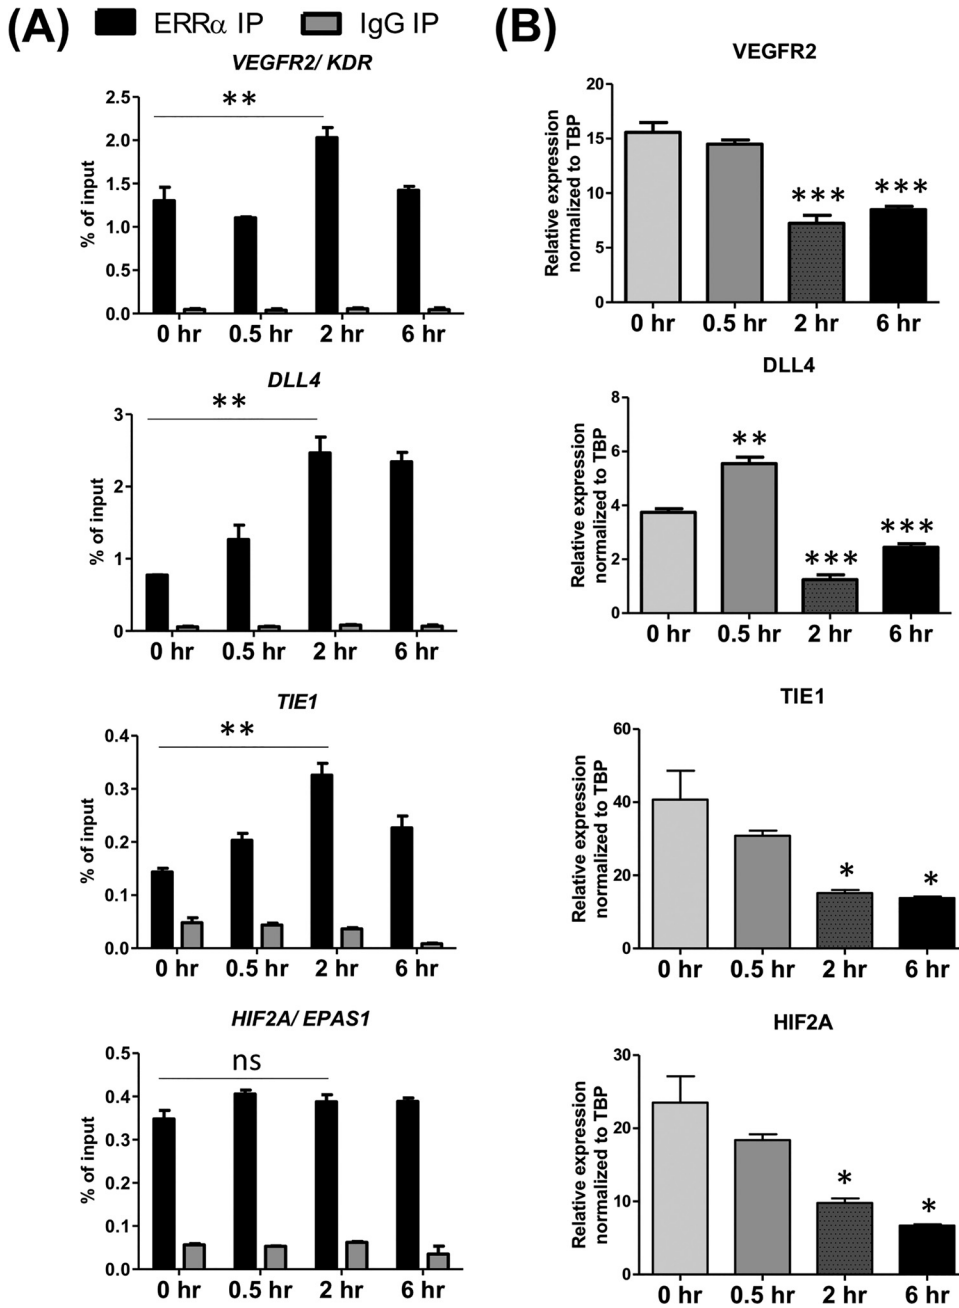 (A) ERRα IP IgG IP
VEGFR2/ KDR
% of input
2.5
2.0
1.5
1.0
0.5
0.0
**
0 hr 0.5 hr 2 hr 6 hr
DLL4
% of input
3
2
1
0
**
0 hr 0.5 hr 2 hr 6 hr
TIE1
% of input
0.4
0.3
0.2
0.1
0.0
**
0 hr 0.5 hr 2 hr 6 hr
HIF2A/ EPAS1
% of input
0.5
0.4
0.3
0.2
0.1
0.0
ns
0 hr 0.5 hr 2 hr 6 hr
(B)
VEGFR2
Relative expression
normalized to TBP
20
15
10
5
0
*** ***
0 hr 0.5 hr 2 hr 6 hr
DLL4
Relative expression
normalized to TBP
8
6
4
2
0
** *** ***
0 hr 0.5 hr 2 hr 6 hr
TIE1
Relative expression
normalized to TBP
60
40
20
0
* *
0 hr 0.5 hr 2 hr 6 hr
HIF2A
Relative expression
normalized to TBP
30
20
10
0
* *
0 hr 0.5 hr 2 hr 6 hr